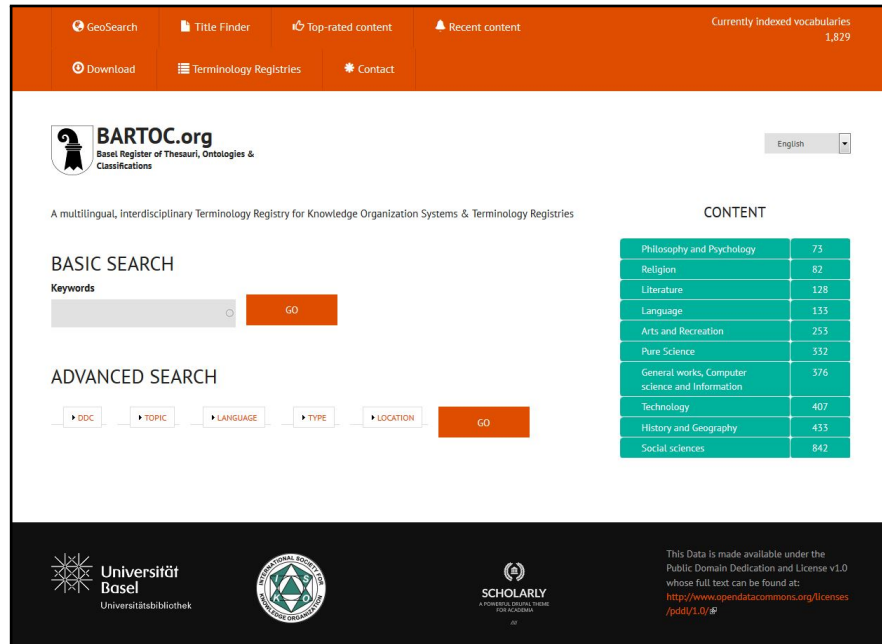 GeoSearch
Title Finder
Top-rated content
Recent content
Currently indexed vocabularies
1,829
Download
Terminology Registries
Contact
BARTOC.org
Basel Register of Thesauri, Ontologies &
Classifications
English
A multilingual, interdisciplinary Terminology Registry for Knowledge Organization Systems & Terminology Registries
BASIC SEARCH
Keywords
GO
ADVANCED SEARCH
DDC
TOPIC
LANGUAGE
TYPE
LOCATION
GO
CONTENT
Philosophy and Psychology 73
Religion 82
Literature 128
Language 133
Arts and Recreation 253
Pure Science 332
General works, Computer 376
science and Information
Technology 407
History and Geography 433
Social sciences 842
Universität
Basel
Universitätsbibliothek
INTERNATIONAL SOCIETY FOR
KNOWLEDGE ORGANIZATION
I S
K O
SCHOLARLY
A POWERFUL DRUPAL THEME
FOR ACADEMIA
This Data is made available under the
Public Domain Dedication and License v1.0
whose full text can be found at:
http://www.opendatacommons.org/licenses
/pddl/1.0/